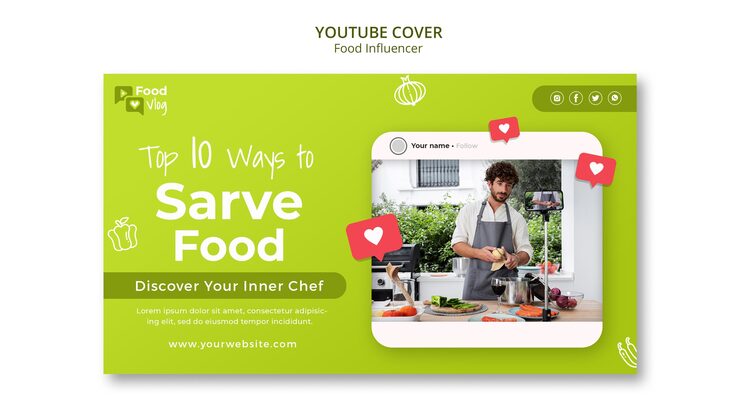 YOUTUBE COVER
Food Influencer
Food
Vlog
Top 10 Ways to
Sarve
Food
Discover Your Inner Chef
Lorem ipsum dolor sit amet, consectetur adipisic-
ing elit, sed do eiusmod tempor incididunt.
www.yourwebsite.com
Your name • Follow